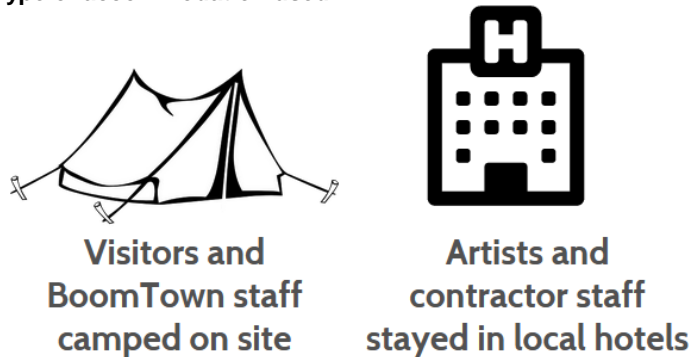 H
Visitors and
BoomTown staff
camped on site
Artists and
contractor staff
stayed in local hotels